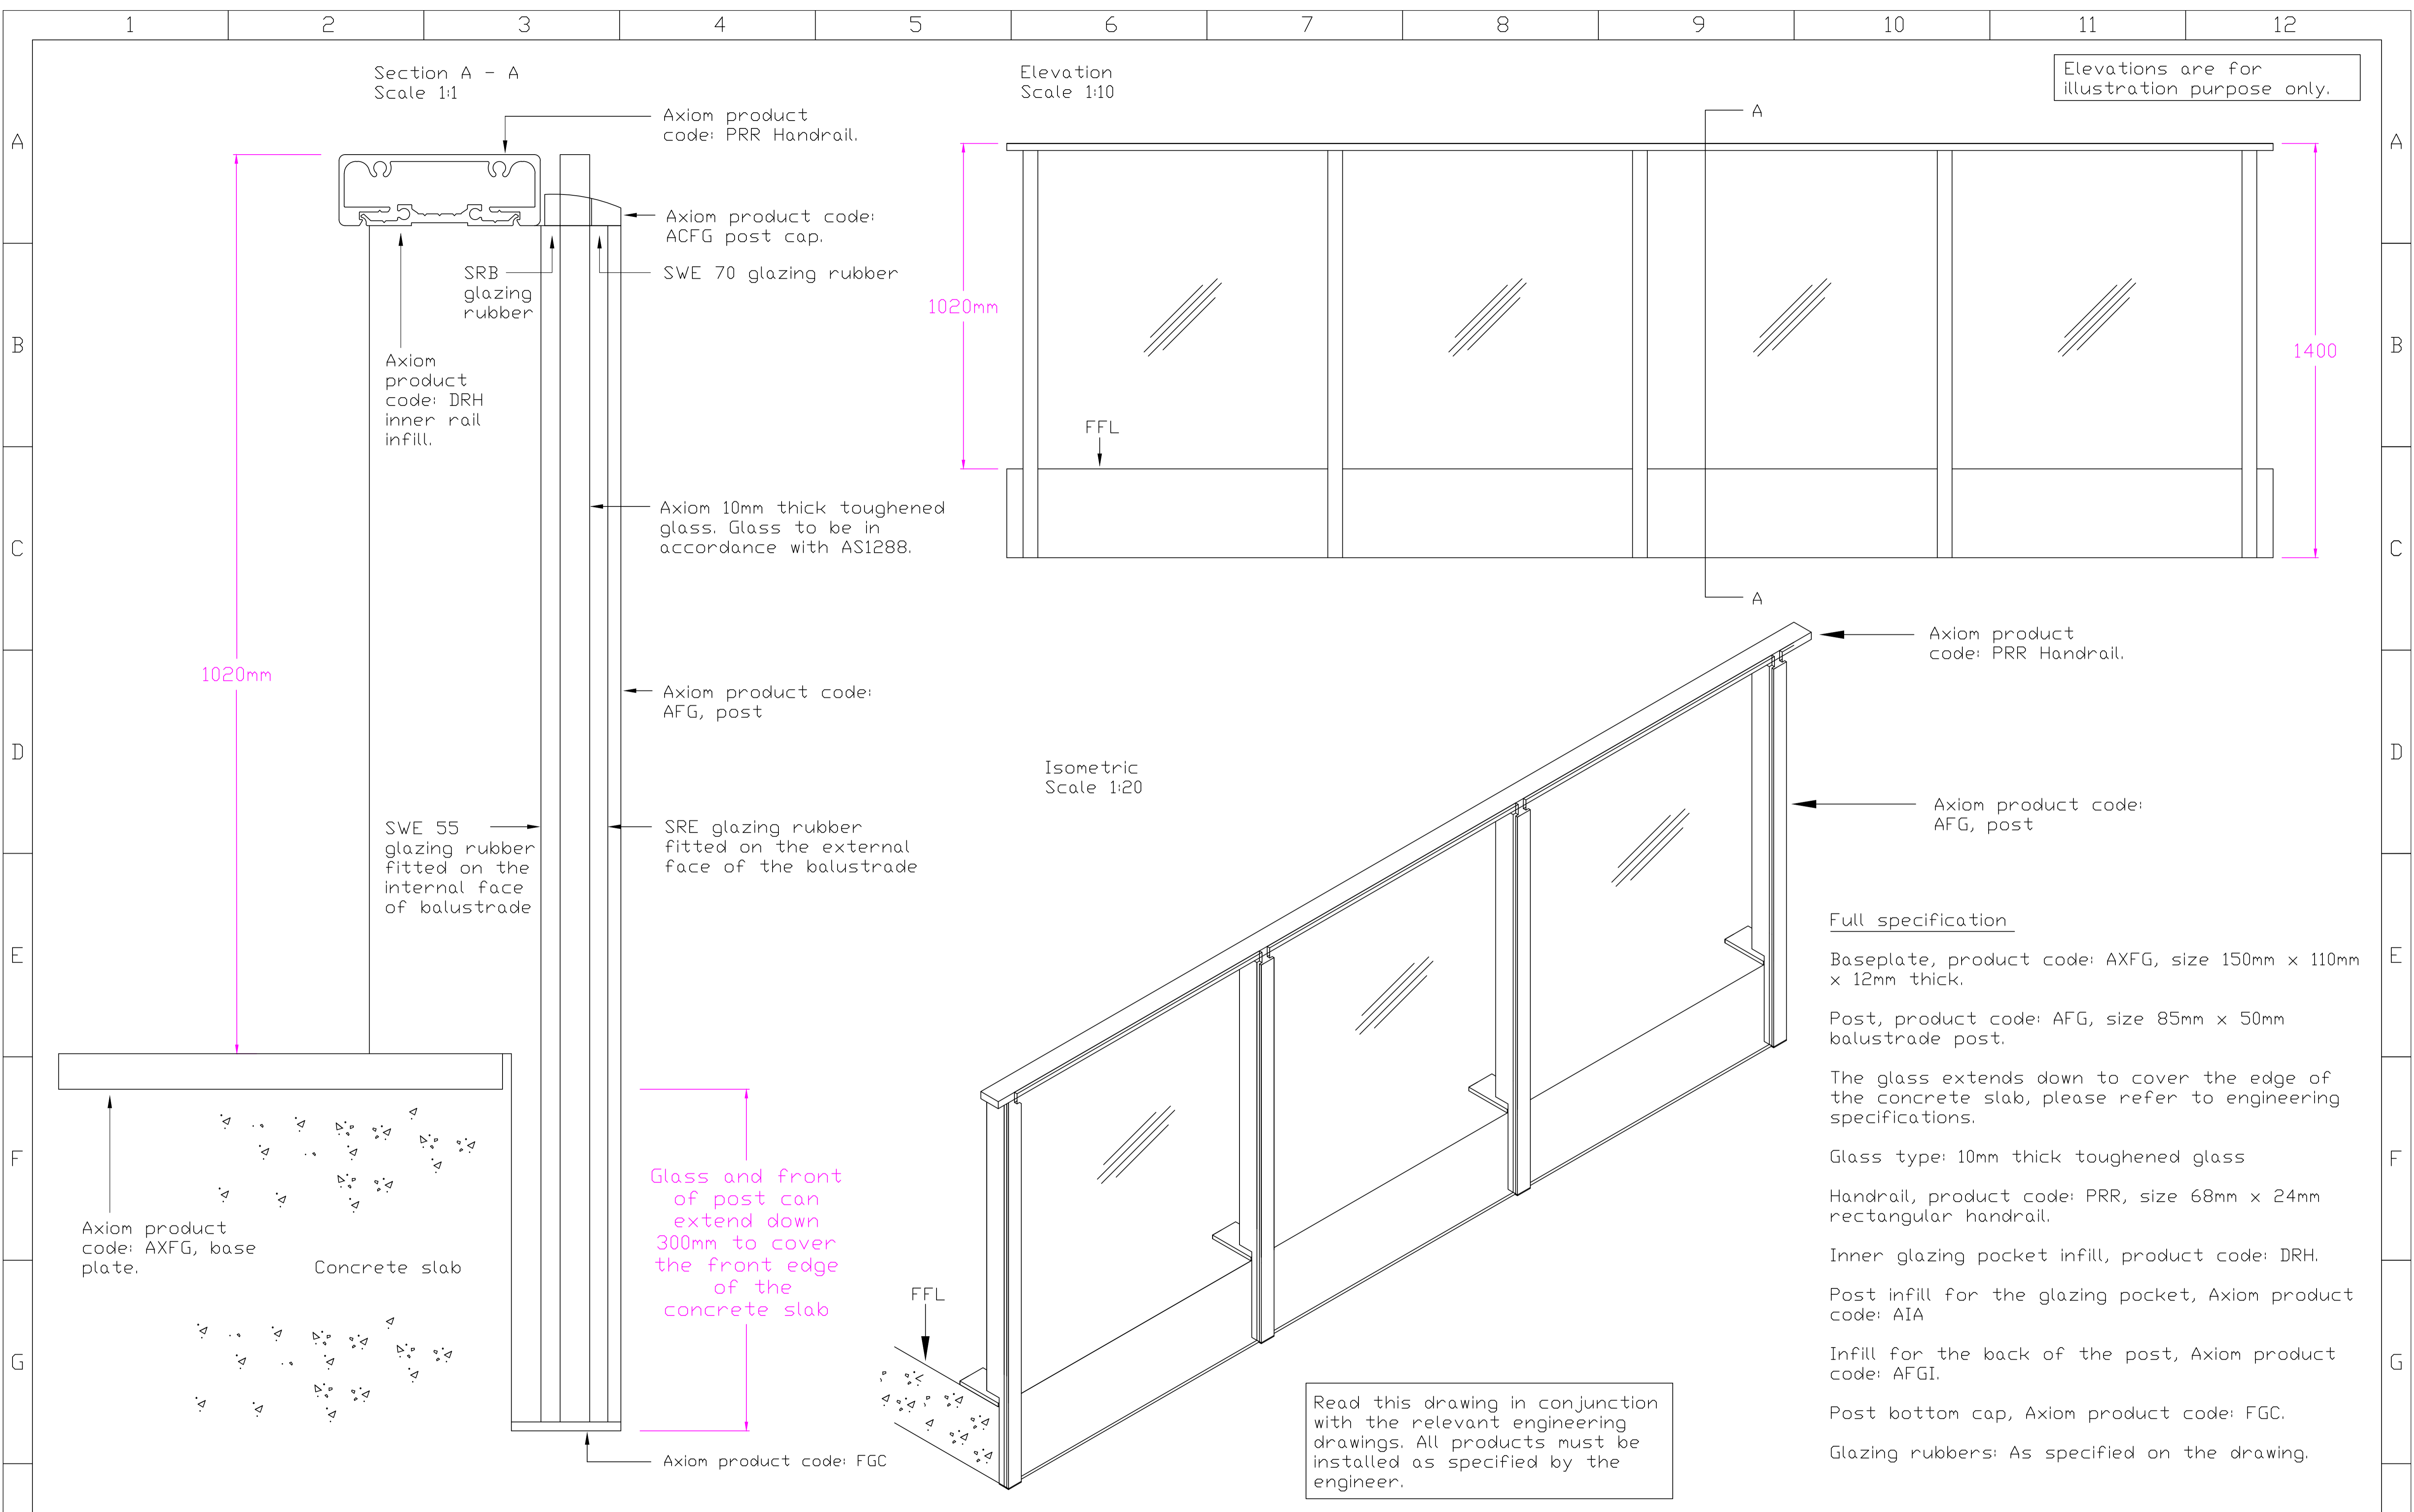 1 2 3 4 5 6 7 8 9 10 11 12
Section A - A
Scale 1:1
Axiom product
code: PRR Handrail.
Axiom product code:
ACFG post cap.
SRB
glazing
rubber
SWE 70 glazing rubber
Axiom
product
code: DRH
inner rail
infill.
Axiom 10mm thick toughened
glass. Glass to be in
accordance with AS1288.
1020mm
Axiom product code:
AFG, post
SWE 55
glazing rubber
fitted on the
internal face
of balustrade
SRE glazing rubber
fitted on the external
face of the balustrade
Glass and front
of post can
extend down
300mm to cover
the front edge
of the
concrete slab
Axiom product
code: AXFG, base
plate.
Concrete slab
Axiom product code: FGC
Elevation
Scale 1:10
Elevations are for
illustration purpose only.
A
1020mm
1400
FFL
A
Isometric
Scale 1:20
Axiom product
code: PRR Handrail.
Axiom product code:
AFG, post
FFL
Read this drawing in conjunction
with the relevant engineering
drawings. All products must be
installed as specified by the
engineer.
Full specification
Baseplate, product code: AXFG, size 150mm x 110mm
x 12mm thick.
Post, product code: AFG, size 85mm x 50mm
balustrade post.
The glass extends down to cover the edge of
the concrete slab, please refer to engineering
specifications.
Glass type: 10mm thick toughened glass
Handrail, product code: PRR, size 68mm x 24mm
rectangular handrail.
Inner glazing pocket infill, product code: DRH.
Post infill for the glazing pocket, Axiom product
code: AIA
Infill for the back of the post, Axiom product
code: AFGI.
Post bottom cap, Axiom product code: FGC.
Glazing rubbers: As specified on the drawing.
A
B
C
D
E
F
G
A
B
C
D
E
F
G